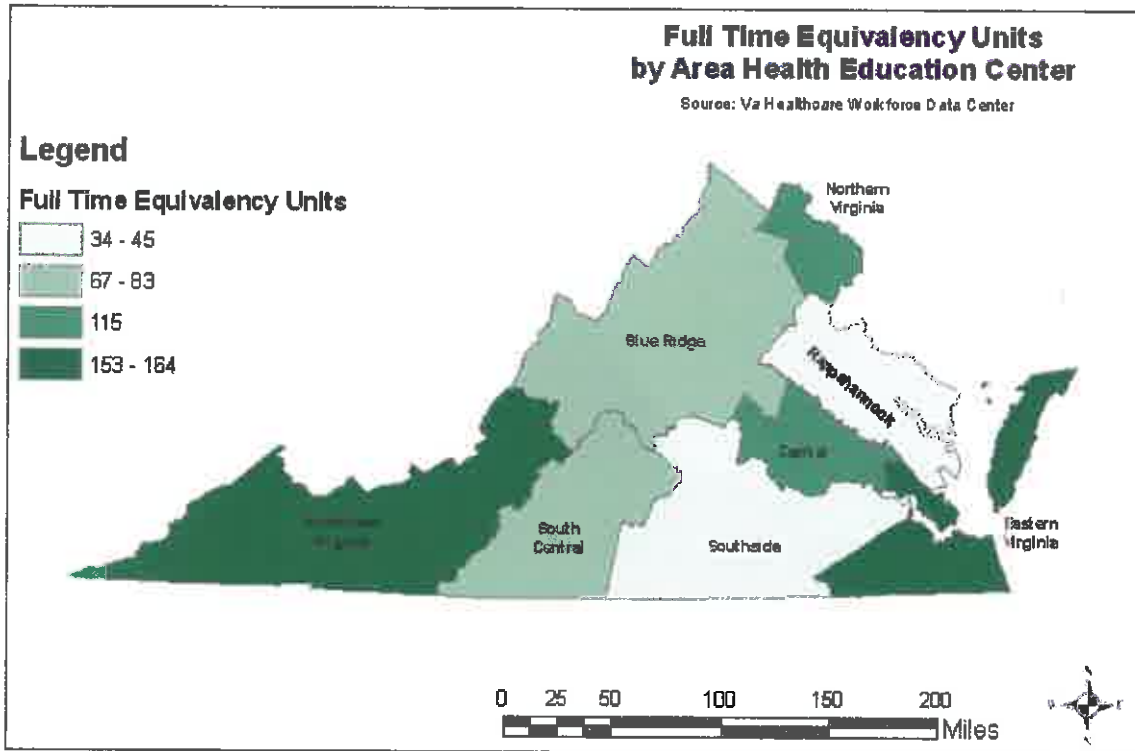 Full Time Equivalency Units
by Area Health Education Center
Source: Va Healthcare Workforce Data Center
Legend
Full Time Equivalency Units
34 - 45
67 - 83
115
153 - 164
Northern
Virginia
Blue Ridge
Rappahannock
Central
South
Central
Southside
Eastern
Virginia
0 25 50 100 150 200
Miles